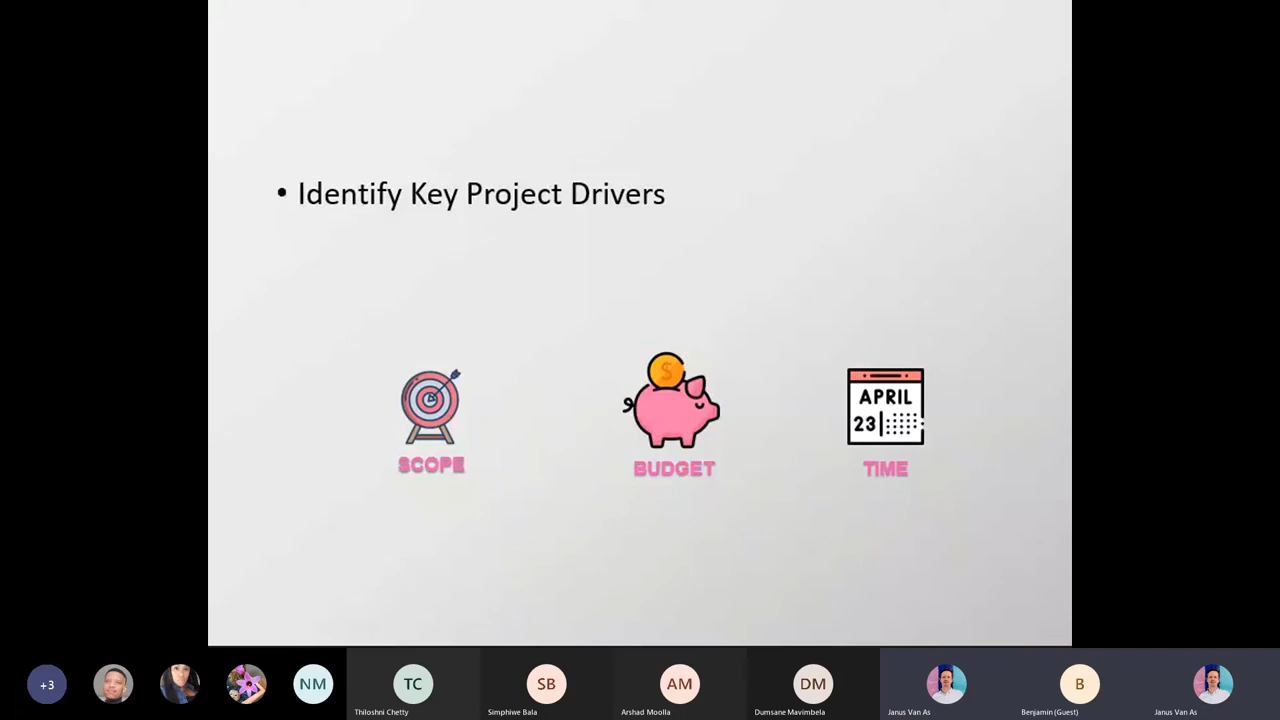 • Identify Key Project Drivers
$
APRIL
23
SCOPE
BUDGET
TIME
+3
NM
TC
SB
AM
DM
B
Thiloshni Chetty
Simphiwe Bala
Arshad Moolla
Dumsane Mavimbela
Janus Van As
Benjamin (Guest)
Janus Van As